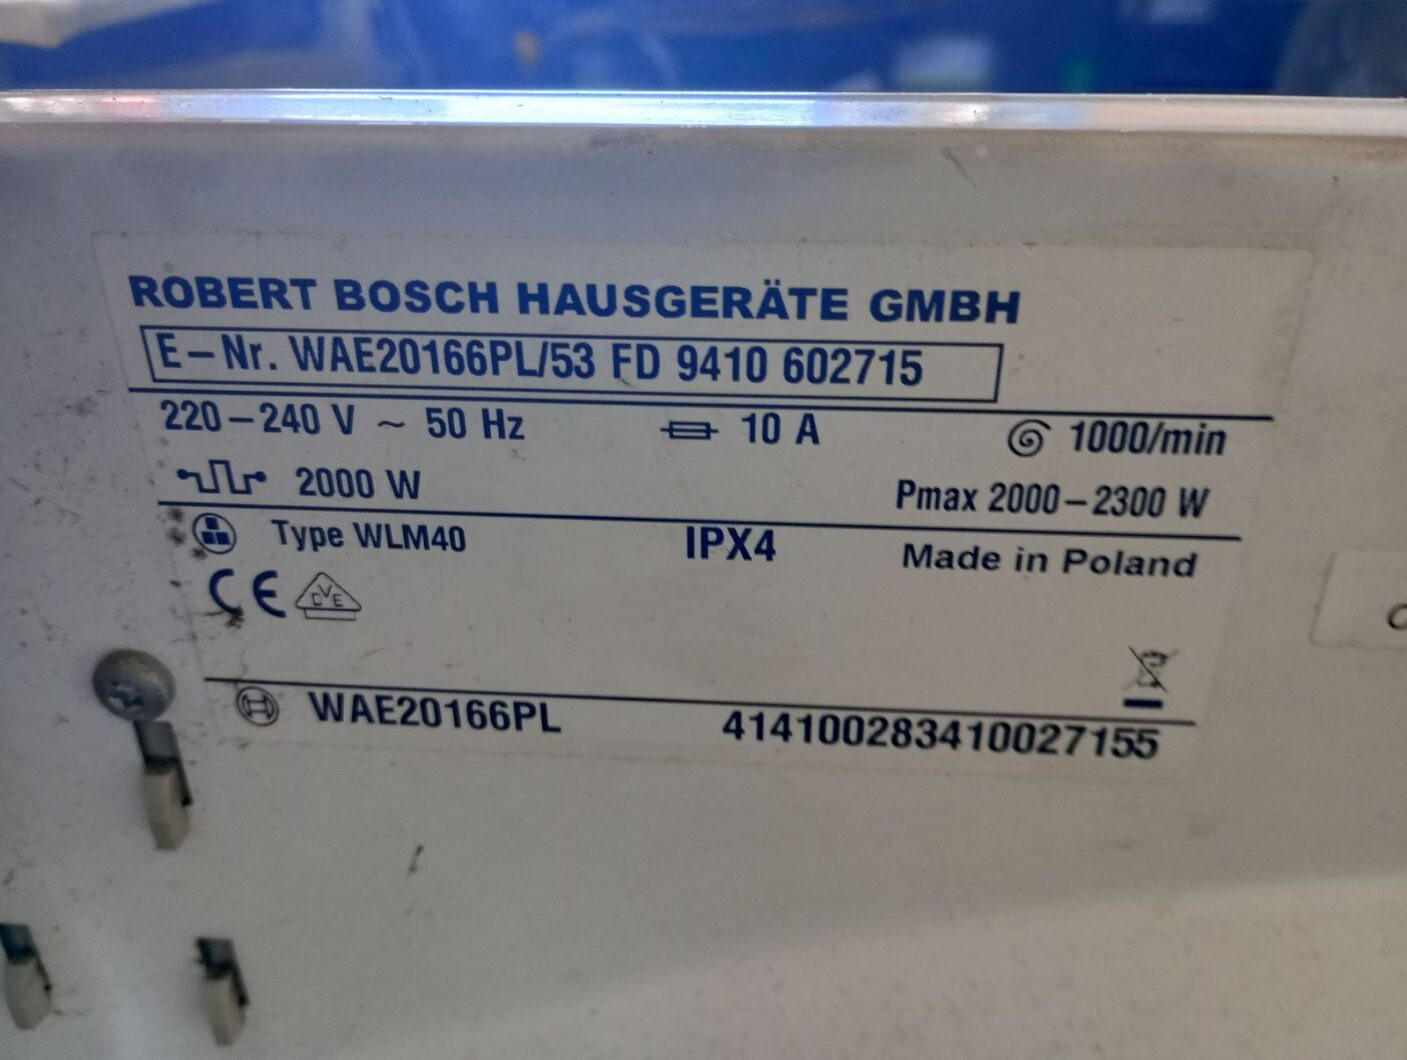 ROBERT BOSCH HAUSGERÄTE GMBH
E-Nr. WAE20166PL/53 FD 9410 602715
220-240 V ~ 50 Hz 10 A 1000/min
2000 W Pmax 2000-2300 W
Type WLM40 IPX4 Made in Poland
CE DVE
WAE20166PL 414100283410027155